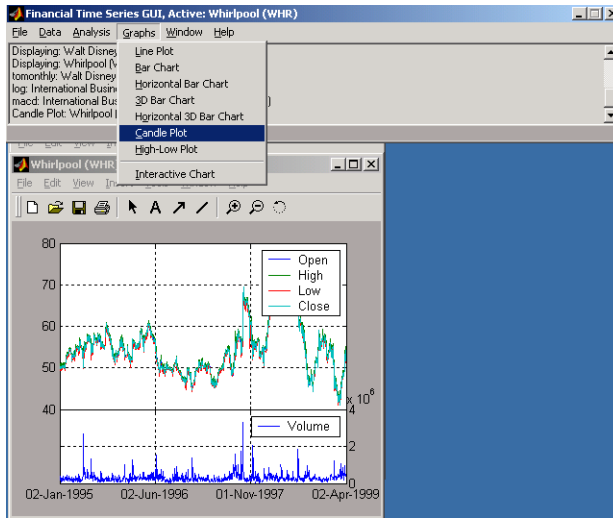 Financial Time Series GUI, Active: Whirlpool (WHR)
File Data Analysis Graphs Window Help
Displaying: Walt Disney
Displaying: Whirlpool
tomonthly: Walt Disney
log: International Busin
macd: International Bus
Candle Plot: Whirlpool
Line Plot
Bar Chart
Horizontal Bar Chart
3D Bar Chart
Horizontal 3D Bar Chart
Candle Plot
High-Low Plot
Interactive Chart
Whirlpool (WHR
File Edit View
80
70
60
50
40
Open
High
Low
Close
x 10^6
4
2
0
Volume
02-Jan-1995 02-Jun-1996 01-Nov-1997 02-Apr-1999